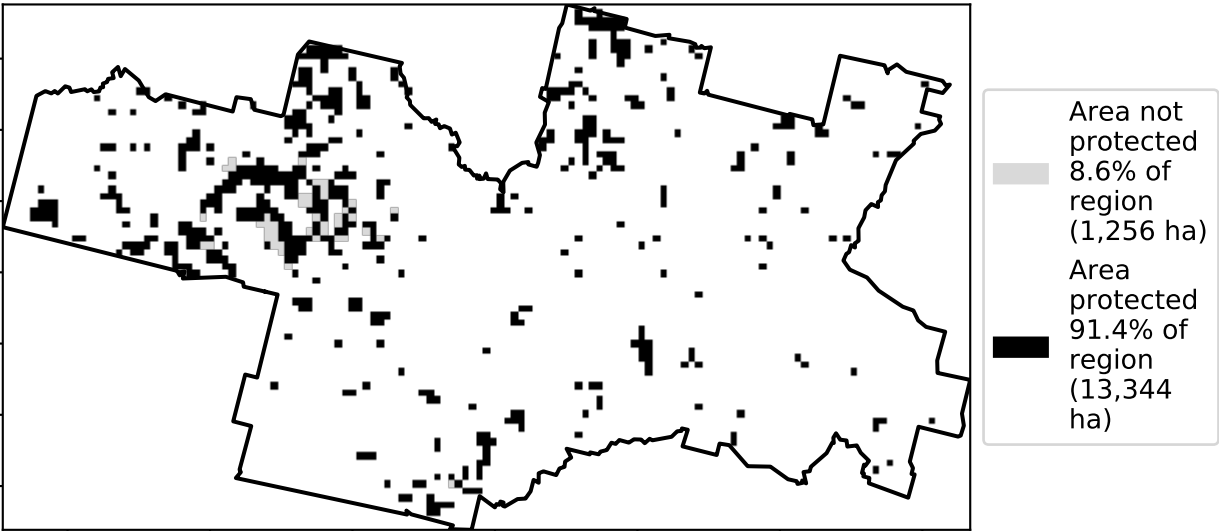 Area not
protected
8.6% of
region
(1,256 ha)
Area
protected
91.4% of
region
(13,344
ha)